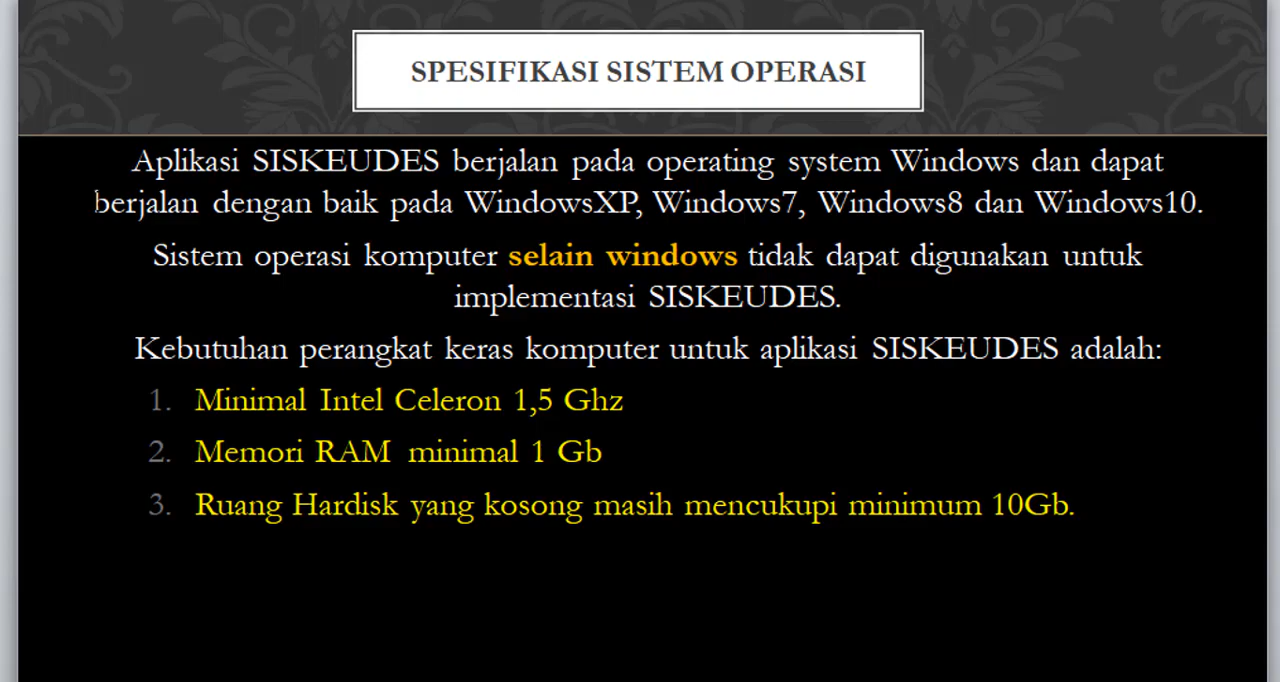 SPESIFIKASI SISTEM OPERASI
Aplikasi SISKEUDES berjalan pada operating system Windows dan dapat
berjalan dengan baik pada WindowsXP, Windows7, Windows8 dan Windows10.
Sistem operasi komputer selain windows tidak dapat digunakan untuk
implementasi SISKEUDES.
Kebutuhan perangkat keras komputer untuk aplikasi SISKEUDES adalah:
1. Minimal Intel Celeron 1,5 Ghz
2. Memori RAM minimal 1 Gb
3. Ruang Hardisk yang kosong masih mencukupi minimum 10Gb.